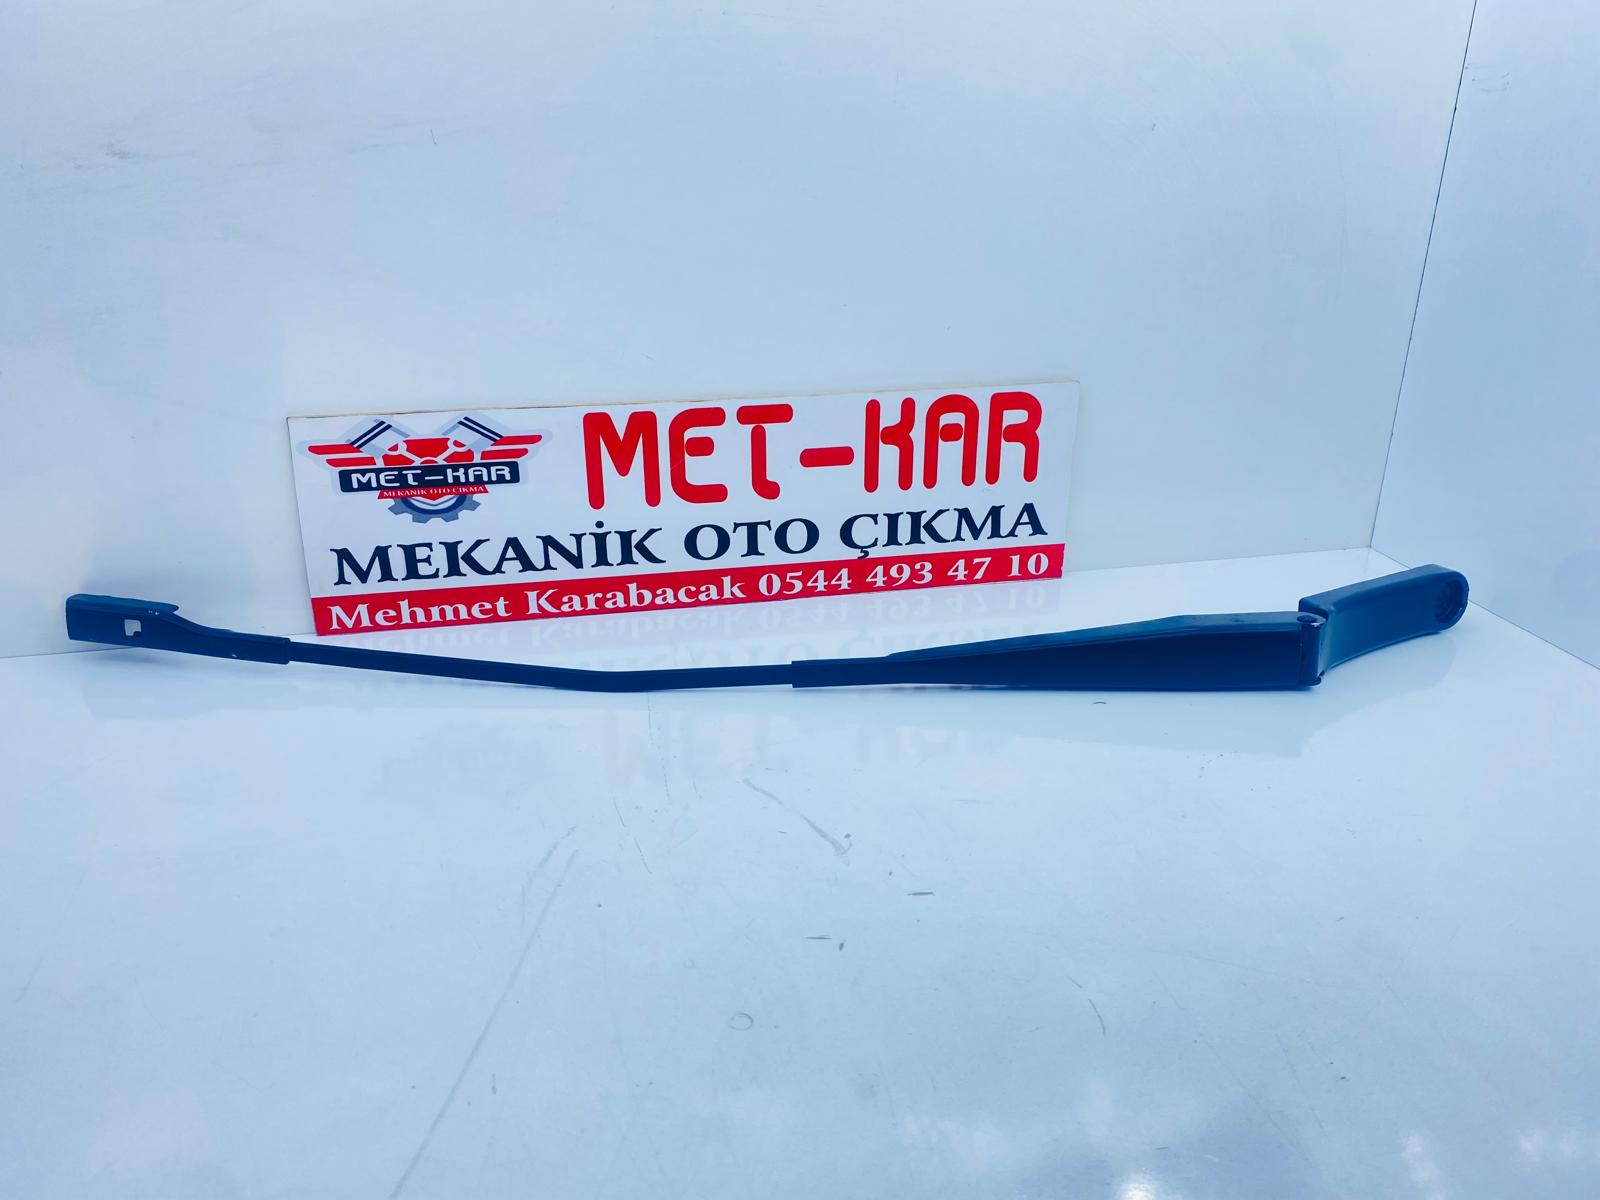 MET-KAR
MEKANİK OTO ÇIKMA
MET-KAR
MEKANİK OTO ÇIKMA
Mehmet Karabacak 0544 493 47 10